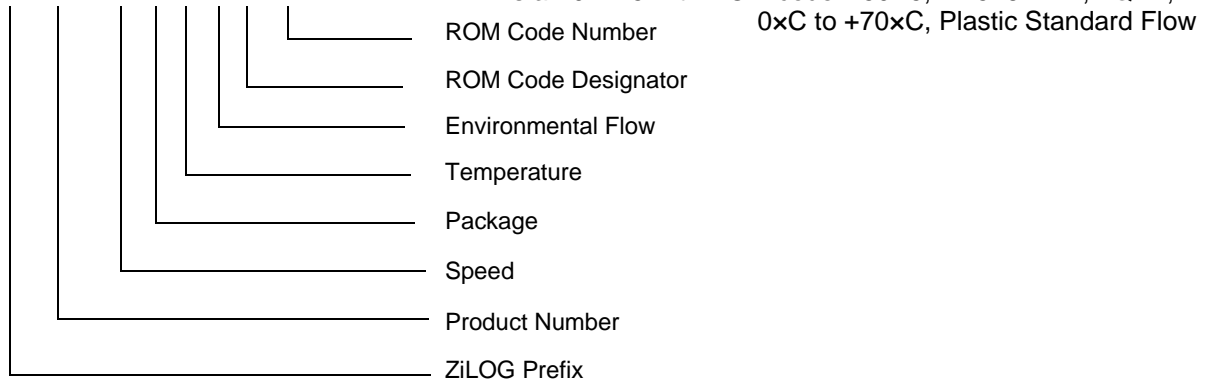 ROM Code Number
0×C to +70×C, Plastic Standard Flow
ROM Code Designator
Environmental Flow
Temperature
Package
Speed
Product Number
ZiLOG Prefix